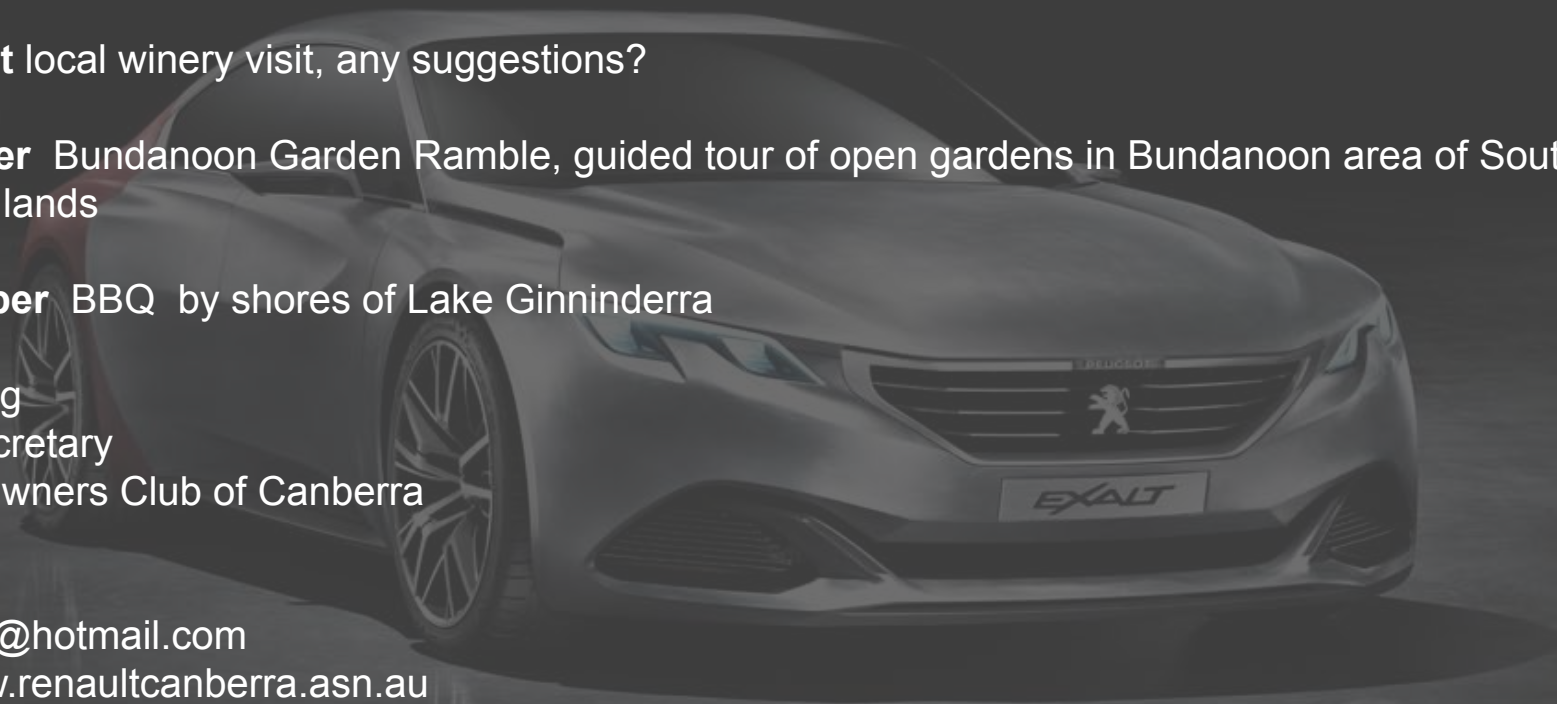 t local winery visit, any suggestions?
er Bundanoon Garden Ramble, guided tour of open gardens in Bundanoon area of Sout
lands
ber BBQ by shores of Lake Ginninderra
g
cretary
wners Club of Canberra
@hotmail.com
.renaultcanberra.asn.au
PEUGEOT
EXALT